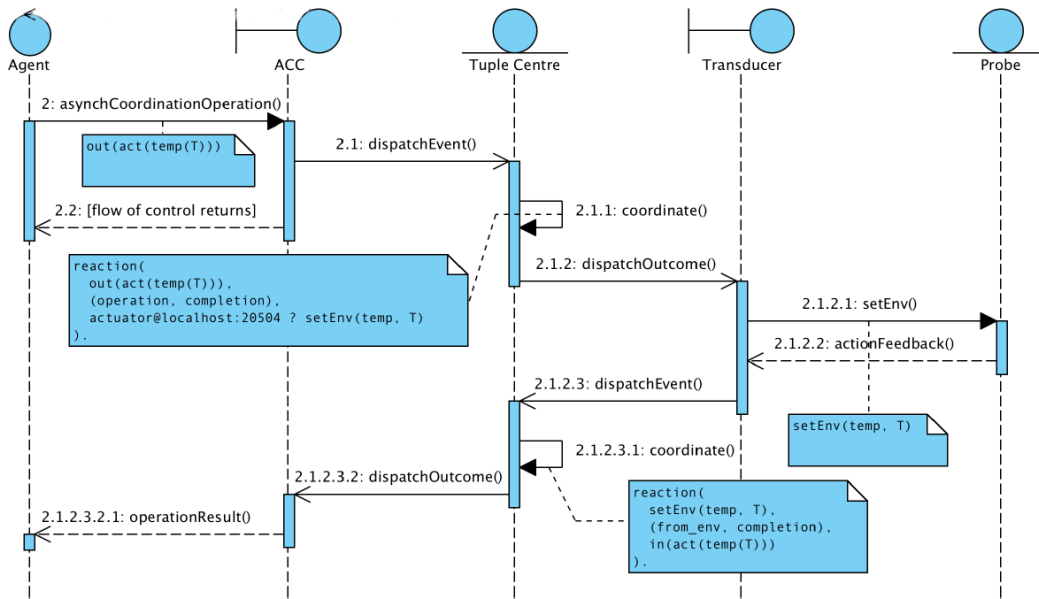 Agent
ACC
Tuple Centre
Transducer
Probe
2: asynchCoordinationOperation()
out(act(temp(T)))
2.1: dispatchEvent()
2.2: [flow of control returns]
2.1.1: coordinate()
reaction(
out(act(temp(T))),
(operation, completion),
actuator@localhost:20504 ? setEnv(temp, T)
).
2.1.2: dispatchOutcome()
2.1.2.1: setEnv()
2.1.2.2: actionFeedback()
2.1.2.3: dispatchEvent()
setEnv(temp, T)
2.1.2.3.1: coordinate()
2.1.2.3.2: dispatchOutcome()
reaction(
setEnv(temp, T),
(from_env, completion),
in(act(temp(T)))
).
2.1.2.3.2.1: operationResult()